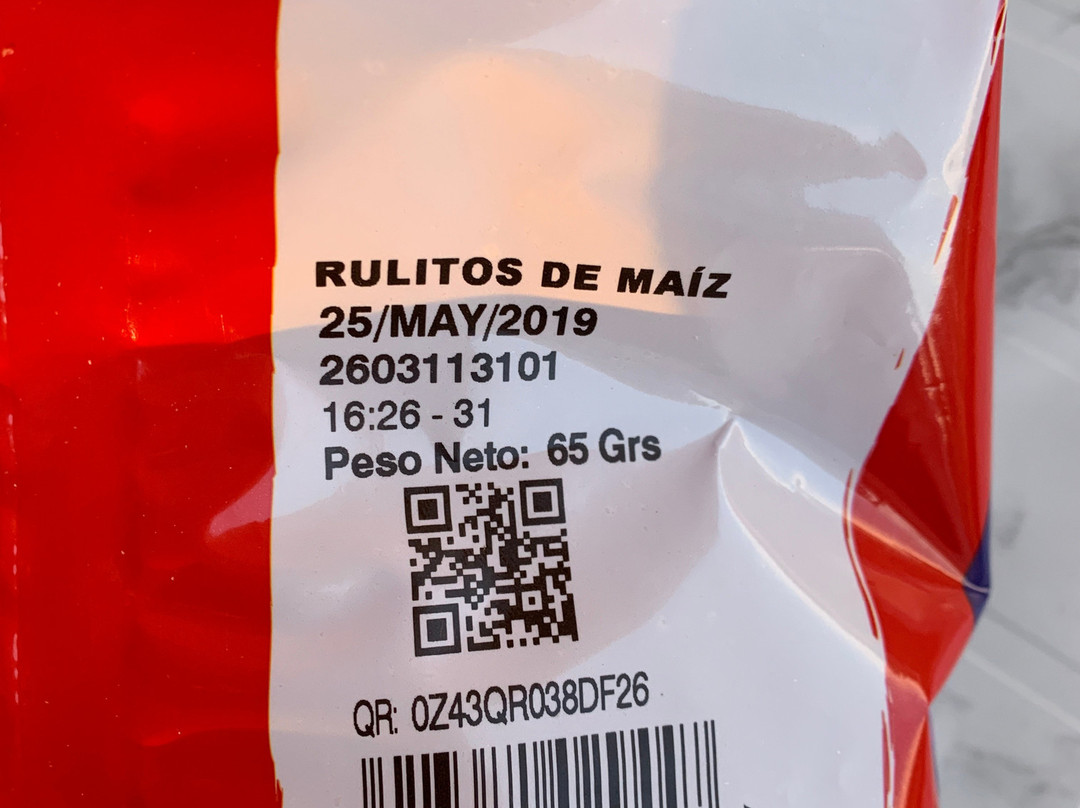 RULITOS DE MAÍZ
25/MAY/2019
2603113101
16:26 - 31
Peso Neto: 65 Grs
QR: 0Z43QR038DF26